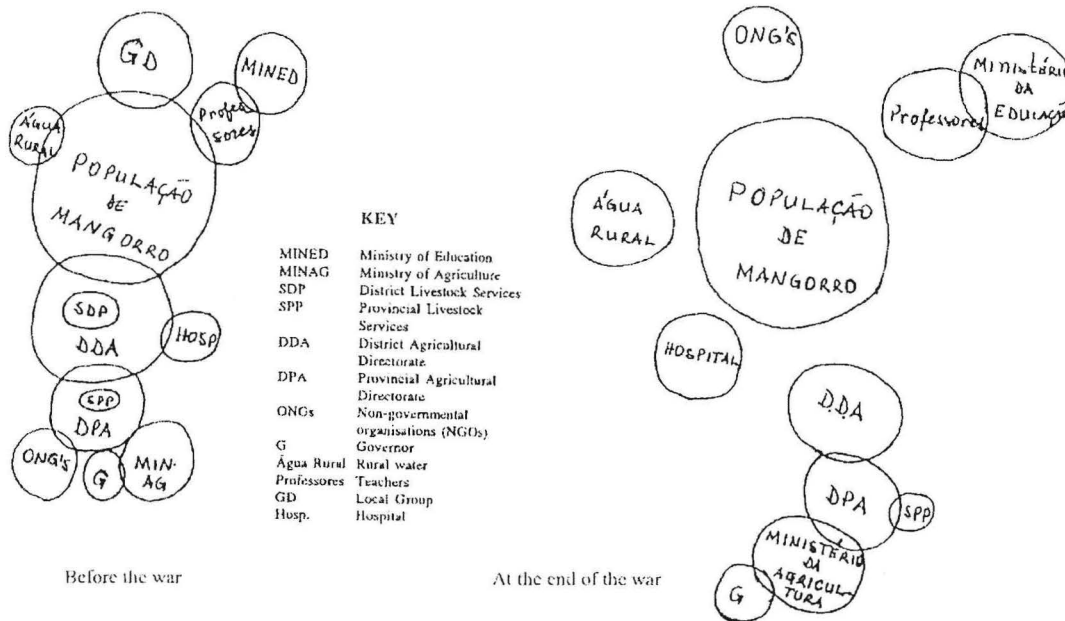 GD
MINED
Profes
sores
ÁGUA
RURAL
POPULAÇÃO
DE
MANGORRO
SDP
DDA
HOSP
SPP
DPA
ONG'S
G
MIN.
AG
Before the war
KEY
MINED Ministry of Education
MINAG Ministry of Agriculture
SDP District Livestock Services
SPP Provincial Livestock
Services
DDA District Agricultural
Directorate
DPA Provincial Agricultural
Directorate
ONGs Non-governmental
organisations (NGOs)
G Governor
Água Rural Rural water
Professores Teachers
GD Local Group
Hosp. Hospital
ONG'S
MINISTÉRIO
DA
EDUCAÇÃO
Professores
ÁGUA
RURAL
POPULAÇÃO
DE
MANGORRO
HOSPITAL
D.D.A
DPA
SPP
MINISTÉRIO
DA
AGRICUL-
TURA
G
At the end of the war